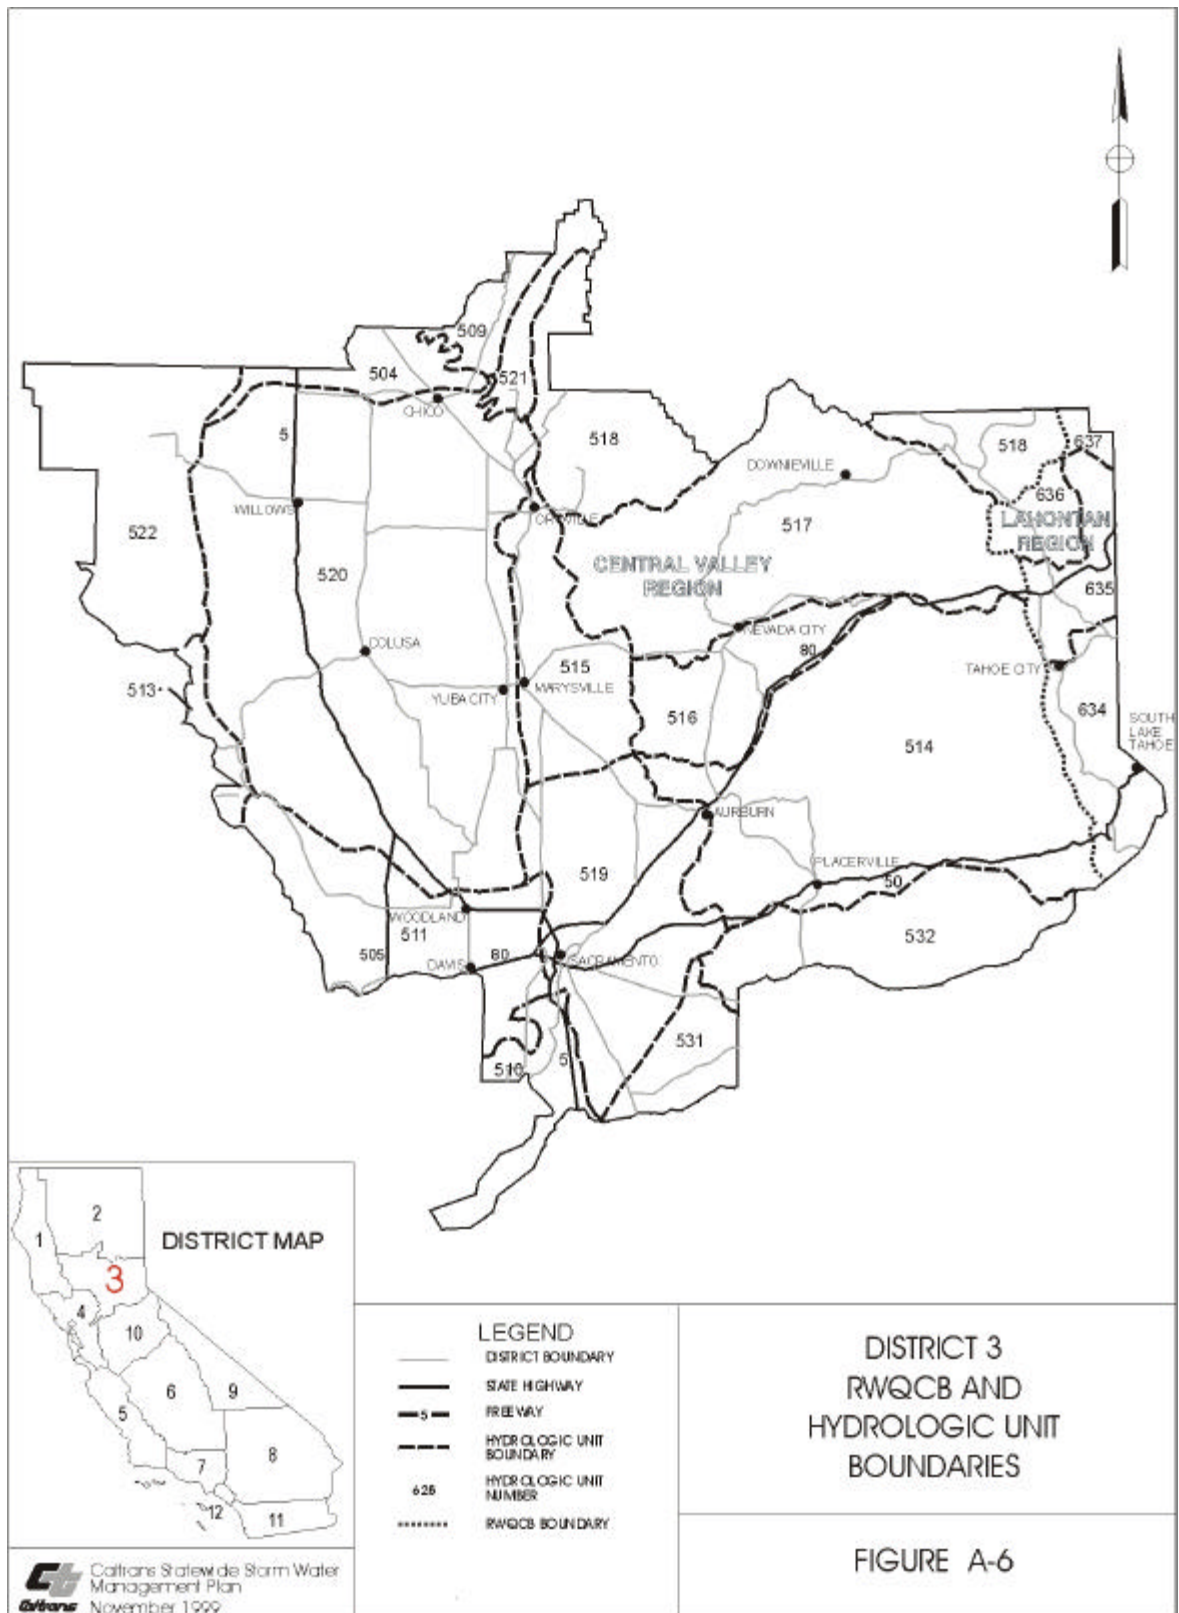 509
504
521
CHICO
5
518
518
637
DOWNIEVILLE
636
WILLOWS
OROVILLE
517
LAHONTAN
REGION
522
520
CENTRAL VALLEY
REGION
635
COLUSA
NEVADA CITY
80
515
TAHOE CITY
513
YUBA CITY
MARYSVILLE
516
634
SOUTH
LAKE
TAHOE
514
AURBURN
PLACERVILLE
519
50
WOODLAND
511
532
505
DAVIS
80
SACRAMENTO
531
510
5
DISTRICT MAP
1
2
3
4
10
6
9
5
8
7
12
11
LEGEND
DISTRICT BOUNDARY
STATE HIGHWAY
5 FREEWAY
HYDROLOGIC UNIT
BOUNDARY
625 HYDROLOGIC UNIT
NUMBER
RWQCB BOUNDARY
DISTRICT 3
RWQCB AND
HYDROLOGIC UNIT
BOUNDARIES
FIGURE A-6
Caltrans Statewide Storm Water
Management Plan
November 1999
Caltrans